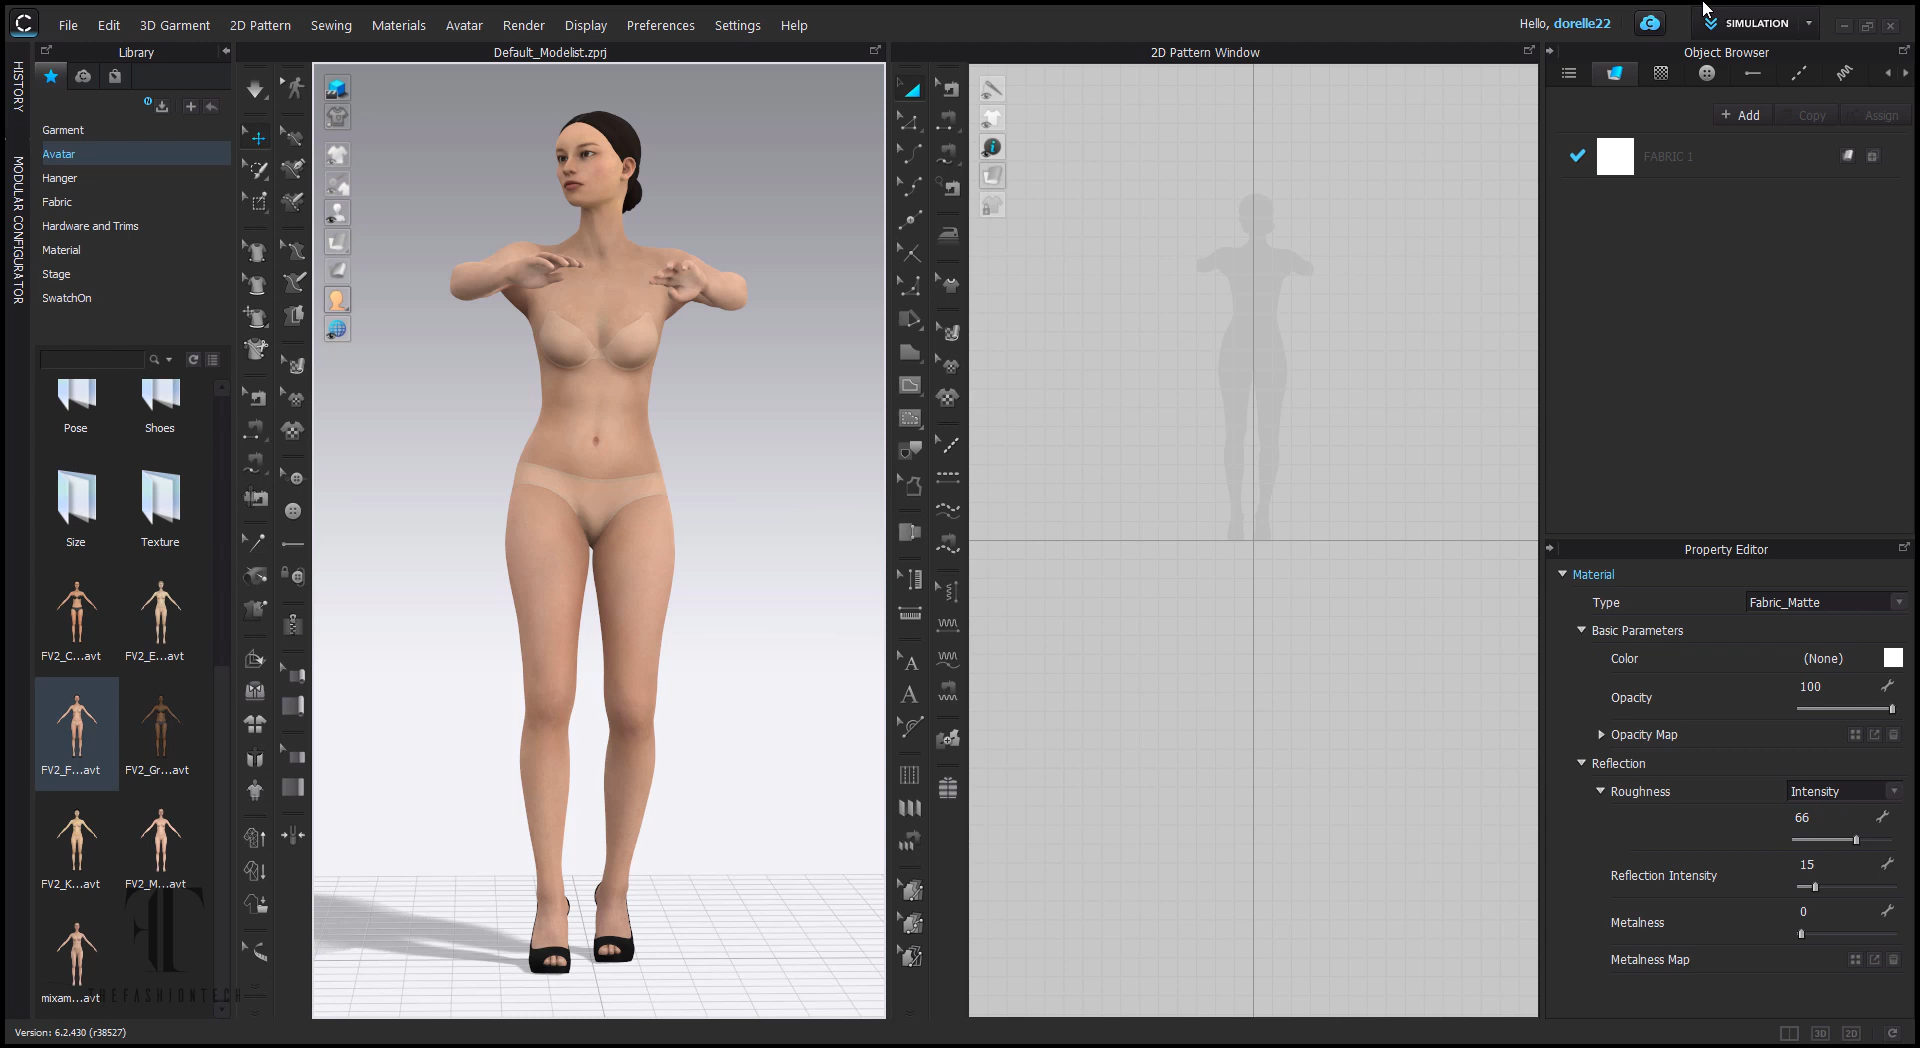 File Edit 3D Garment 2D Pattern Sewing Materials Avatar Render Display Preferences Settings Help
Hello, dorelle22
SIMULATION
Library
Default_Modelist.zprj
2D Pattern Window
Object Browser
HISTORY
MODULAR CONFIGURATOR
Garment
Avatar
Hanger
Fabric
Hardware and Trims
Material
Stage
SwatchOn
Pose Shoes
Size Texture
FV2_C...avt FV2_E...avt
FV2_F...avt FV2_Gr...avt
FV2_K...avt FV2_M...avt
mixam...avt
THEFASHIONTECH
+ Add Copy Assign
FABRIC 1
Property Editor
Material
Type Fabric_Matte
Basic Parameters
Color (None)
Opacity 100
Opacity Map
Reflection
Roughness Intensity
66
Reflection Intensity 15
Metalness 0
Metalness Map
Version: 6.2.430 (r38527)
3D 2D